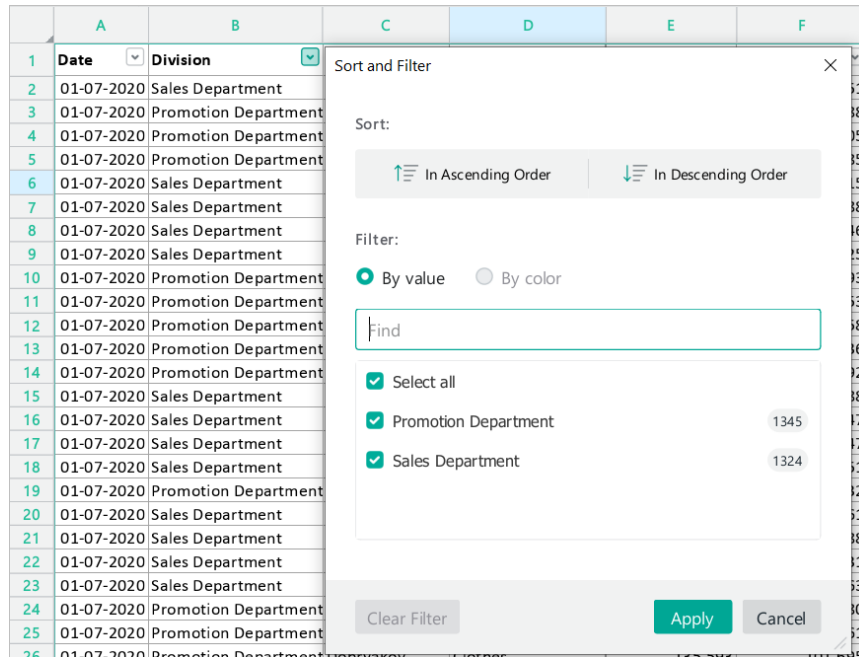 A B C D E F
1 Date Division
Sort and Filter
2 01-07-2020 Sales Department
3 01-07-2020 Promotion Department
Sort:
4 01-07-2020 Promotion Department
5 01-07-2020 Promotion Department
In Ascending Order In Descending Order
6 01-07-2020 Sales Department
7 01-07-2020 Promotion Department
8 01-07-2020 Sales Department
Filter:
9 01-07-2020 Sales Department
10 01-07-2020 Promotion Department
By value By color
11 01-07-2020 Promotion Department
12 01-07-2020 Promotion Department
Find
13 01-07-2020 Promotion Department
14 01-07-2020 Promotion Department
Select all
15 01-07-2020 Sales Department
16 01-07-2020 Sales Department
Promotion Department 1345
17 01-07-2020 Sales Department
18 01-07-2020 Sales Department
Sales Department 1324
19 01-07-2020 Promotion Department
20 01-07-2020 Sales Department
21 01-07-2020 Sales Department
22 01-07-2020 Sales Department
23 01-07-2020 Sales Department
24 01-07-2020 Promotion Department
Clear Filter Apply Cancel
25 01-07-2020 Promotion Department
26 01-07-2020 Promotion Department